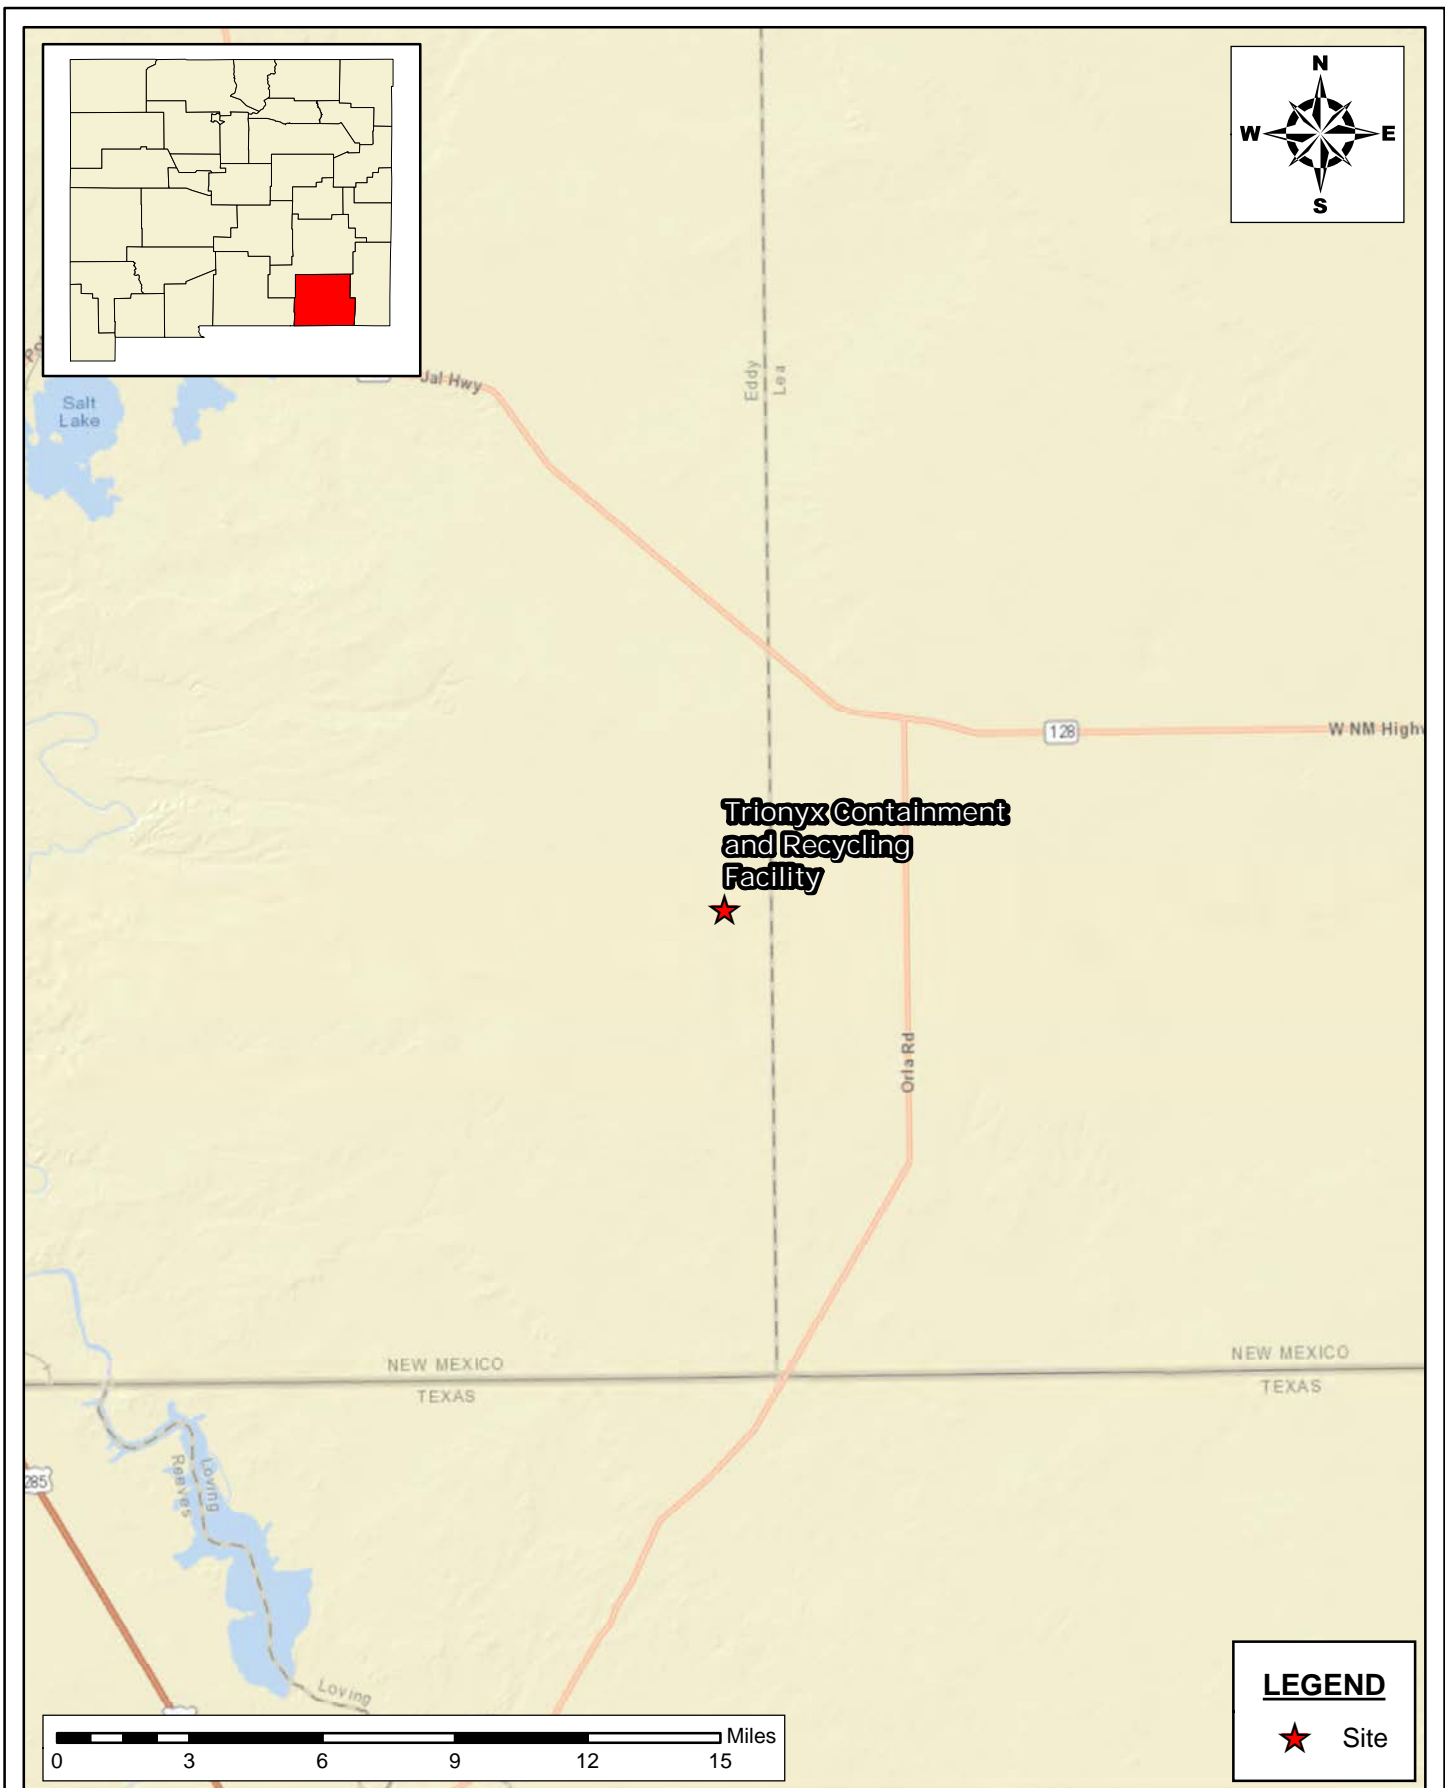 N
W E
S
Jal Hwy
Salt
Lake
Eddy
Lea
128
W NM Highw
Trionyx Containment
and Recycling
Facility
Orla Rd
NEW MEXICO
TEXAS
NEW MEXICO
TEXAS
285
Loving
Reeves
Loving
LEGEND
Site
Miles
0 3 6 9 12 15